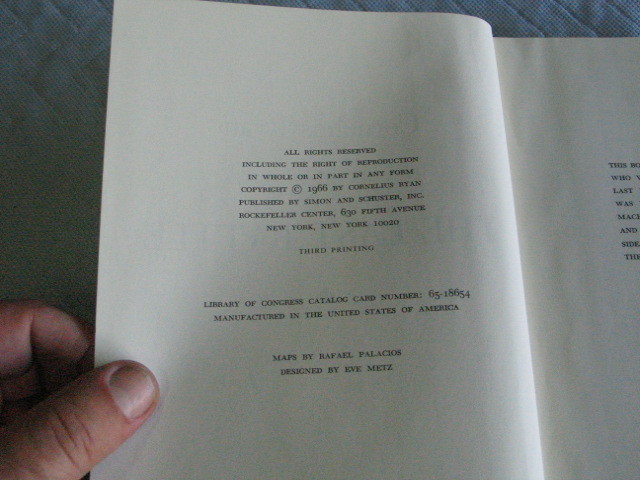 ALL RIGHTS RESERVED
INCLUDING THE RIGHT OF REPRODUCTION
IN WHOLE OR IN PART IN ANY FORM
COPYRIGHT © 1966 BY CORNELIUS RYAN
PUBLISHED BY SIMON AND SCHUSTER, INC.
ROCKEFELLER CENTER, 630 FIFTH AVENUE
NEW YORK, NEW YORK 10020
THIRD PRINTING
LIBRARY OF CONGRESS CATALOG CARD NUMBER: 65-18654
MANUFACTURED IN THE UNITED STATES OF AMERICA
MAPS BY RAFAEL PALACIOS
DESIGNED BY EVE METZ
THIS BO
WHO
LAST
WAS
MACH
AND
SIDE
THE